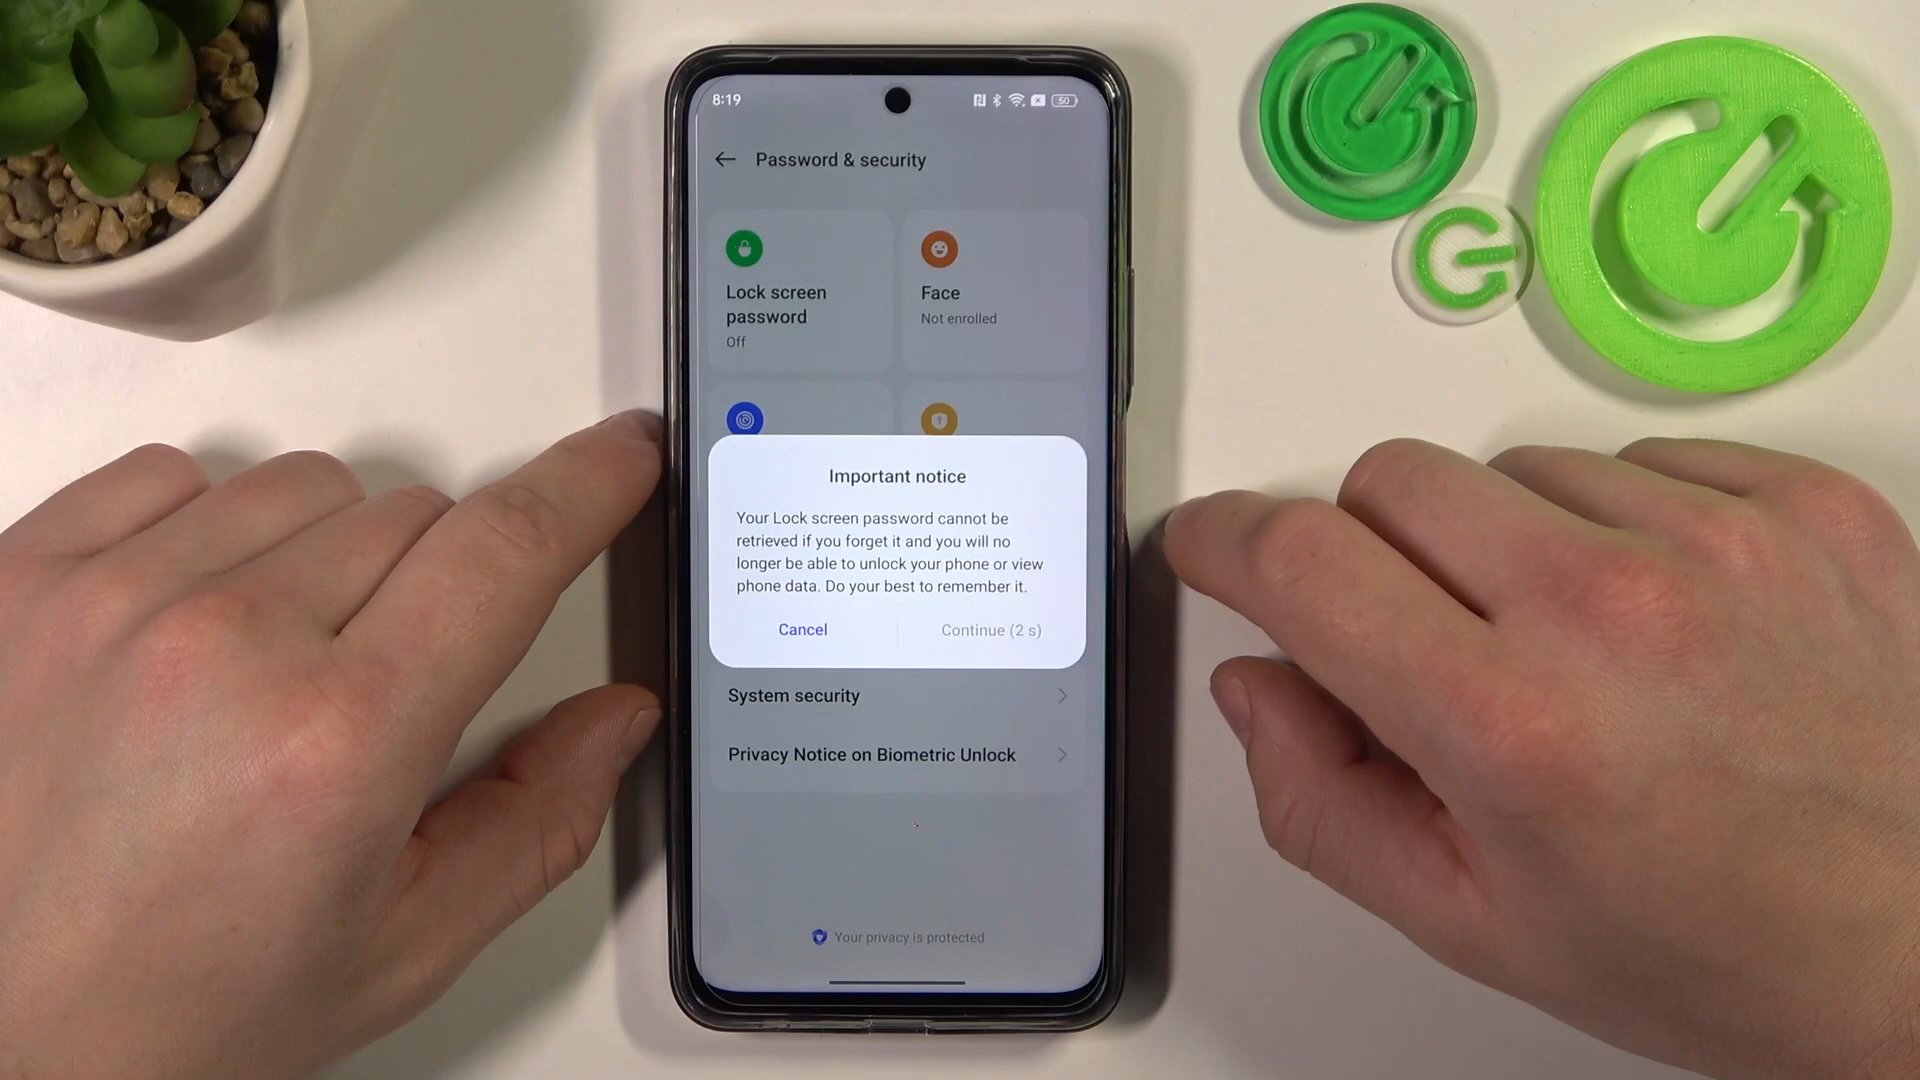 8:19
50
Password & security
Lock screen
password
Off
Face
Not enrolled
Important notice
Your Lock screen password cannot be
retrieved if you forget it and you will no
longer be able to unlock your phone or view
phone data. Do your best to remember it.
Cancel
Continue (2 s)
System security
Privacy Notice on Biometric Unlock
Your privacy is protected